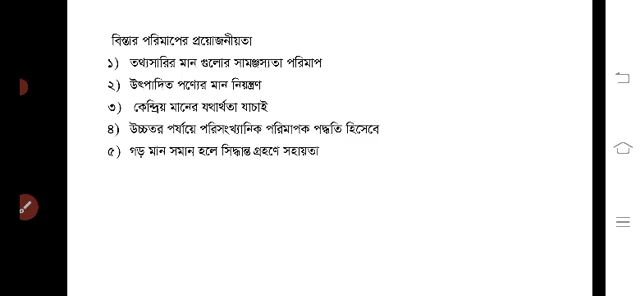 বিস্তার পরিমাপের প্রয়োজনীয়তা
১) তথ্যসারির মান গুলোর সামঞ্জস্যতা পরিমাপ
২) উৎপাদিত পণ্যের মান নিয়ন্ত্রণ
৩) কেন্দ্রিয় মানের যথার্থতা যাচাই
৪) উচ্চতর পর্যায়ে পরিসংখ্যানিক পরিমাপক পদ্ধতি হিসেবে
৫) গড় মান সমান হলে সিদ্ধান্ত গ্রহণে সহায়তা